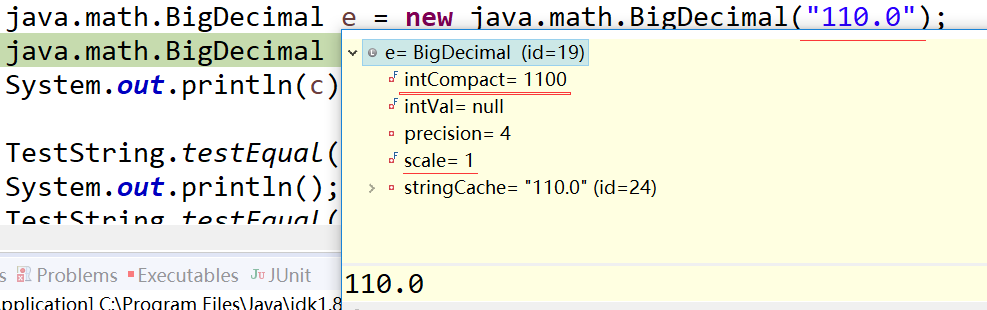 java.math.BigDecimal e = new java.math.BigDecimal("110.0");
java.math.BigDecimal
System.out.println(c)
TestString.testEqual(
System.out.println();
TestString.testEqual(
e= BigDecimal (id=19)
intCompact= 1100
intVal= null
precision= 4
scale= 1
stringCache= "110.0" (id=24)
110.0
s Problems Executables JUnit
application] C:\Program Files\Java\jdk1.8